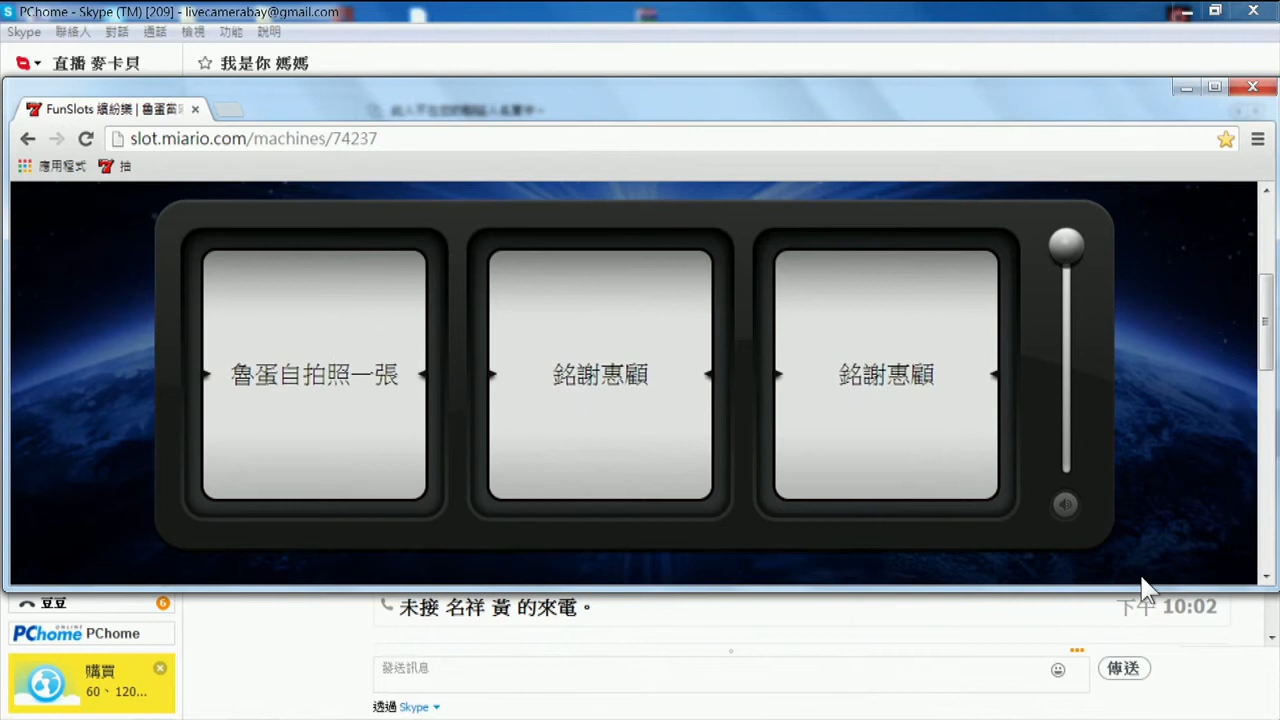 PChome - Skype (TM) [209] - livecamerabay@gmail.com
Skype 聯絡人 對話 通話 檢視 功能 說明
直播 麥卡貝
我是你 媽媽
FunSlots 繽紛樂 | 魯蛋當
slot.miario.com/machines/74237
應用程式 抽
魯蛋自拍照一張
銘謝惠顧
銘謝惠顧
豆豆 6
未接 名祥 黃 的來電。
下午 10:02
PChome ONLINE PChome
購買
60、120...
發送訊息
傳送
透過 Skype